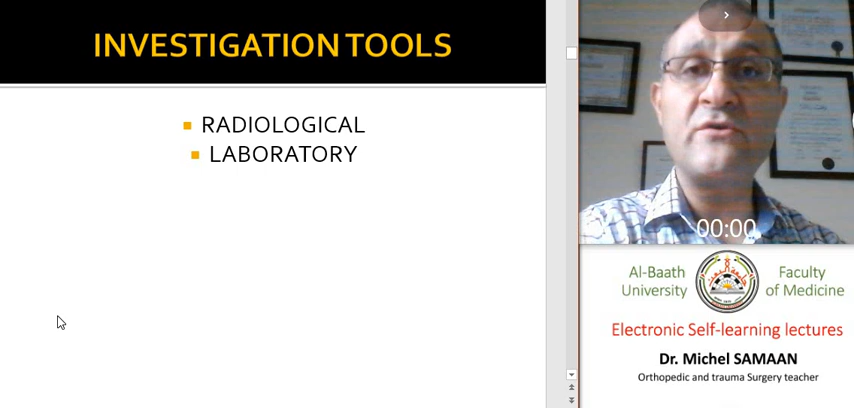 INVESTIGATION TOOLS
RADIOLOGICAL
LABORATORY
00:00
Al-Baath
University
Faculty
of Medicine
Electronic Self-learning lectures
Dr. Michel SAMAAN
Orthopedic and trauma Surgery teacher